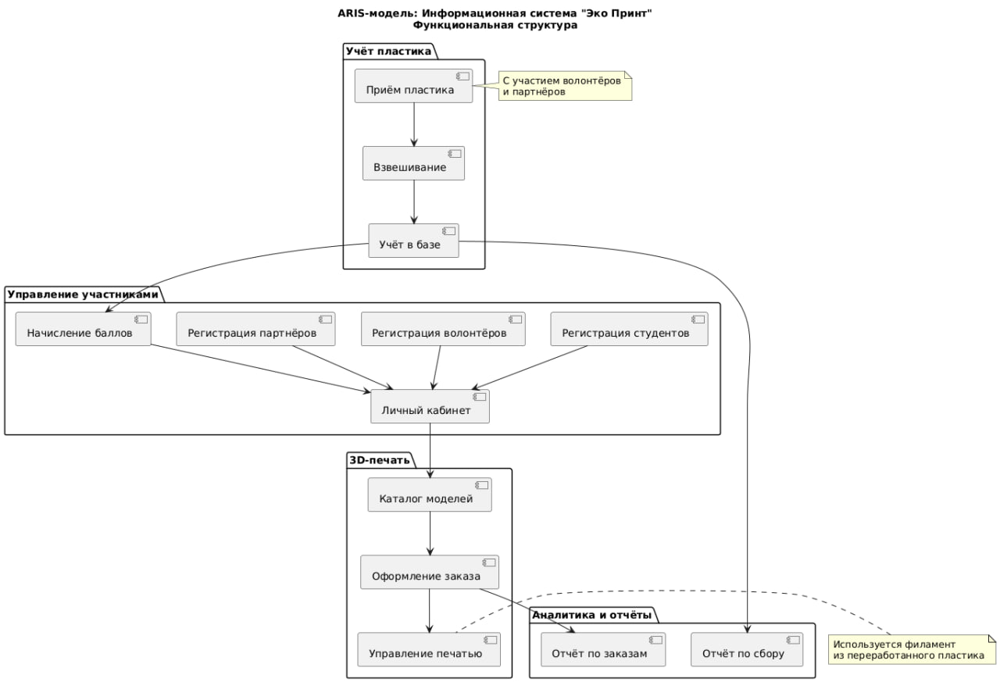 ARIS-модель: Информационная система "Эко Принт"
Функциональная структура
Учёт пластика
Приём пластика
С участием волонтёров
и партнёров
Взвешивание
Учёт в базе
Управление участниками
Начисление баллов
Регистрация партнёров
Регистрация волонтёров
Регистрация студентов
Личный кабинет
3D-печать
Каталог моделей
Оформление заказа
Управление печатью
Аналитика и отчёты
Отчёт по заказам
Отчёт по сбору
Используется филамент
из переработанного пластика